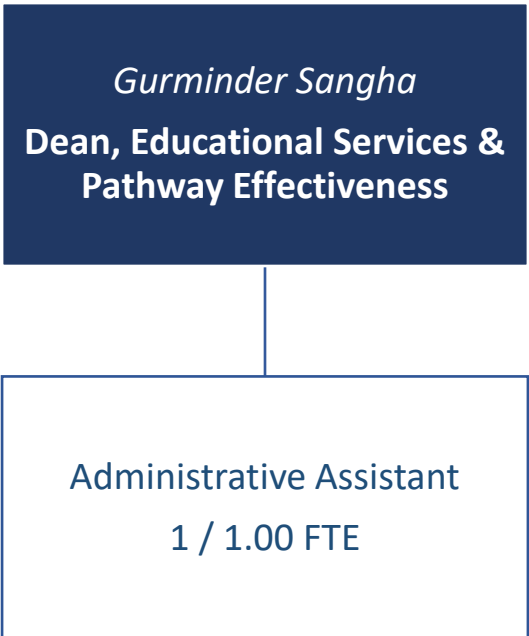 Gurminder Sangha
Dean, Educational Services &
Pathway Effectiveness
Administrative Assistant
1 / 1.00 FTE